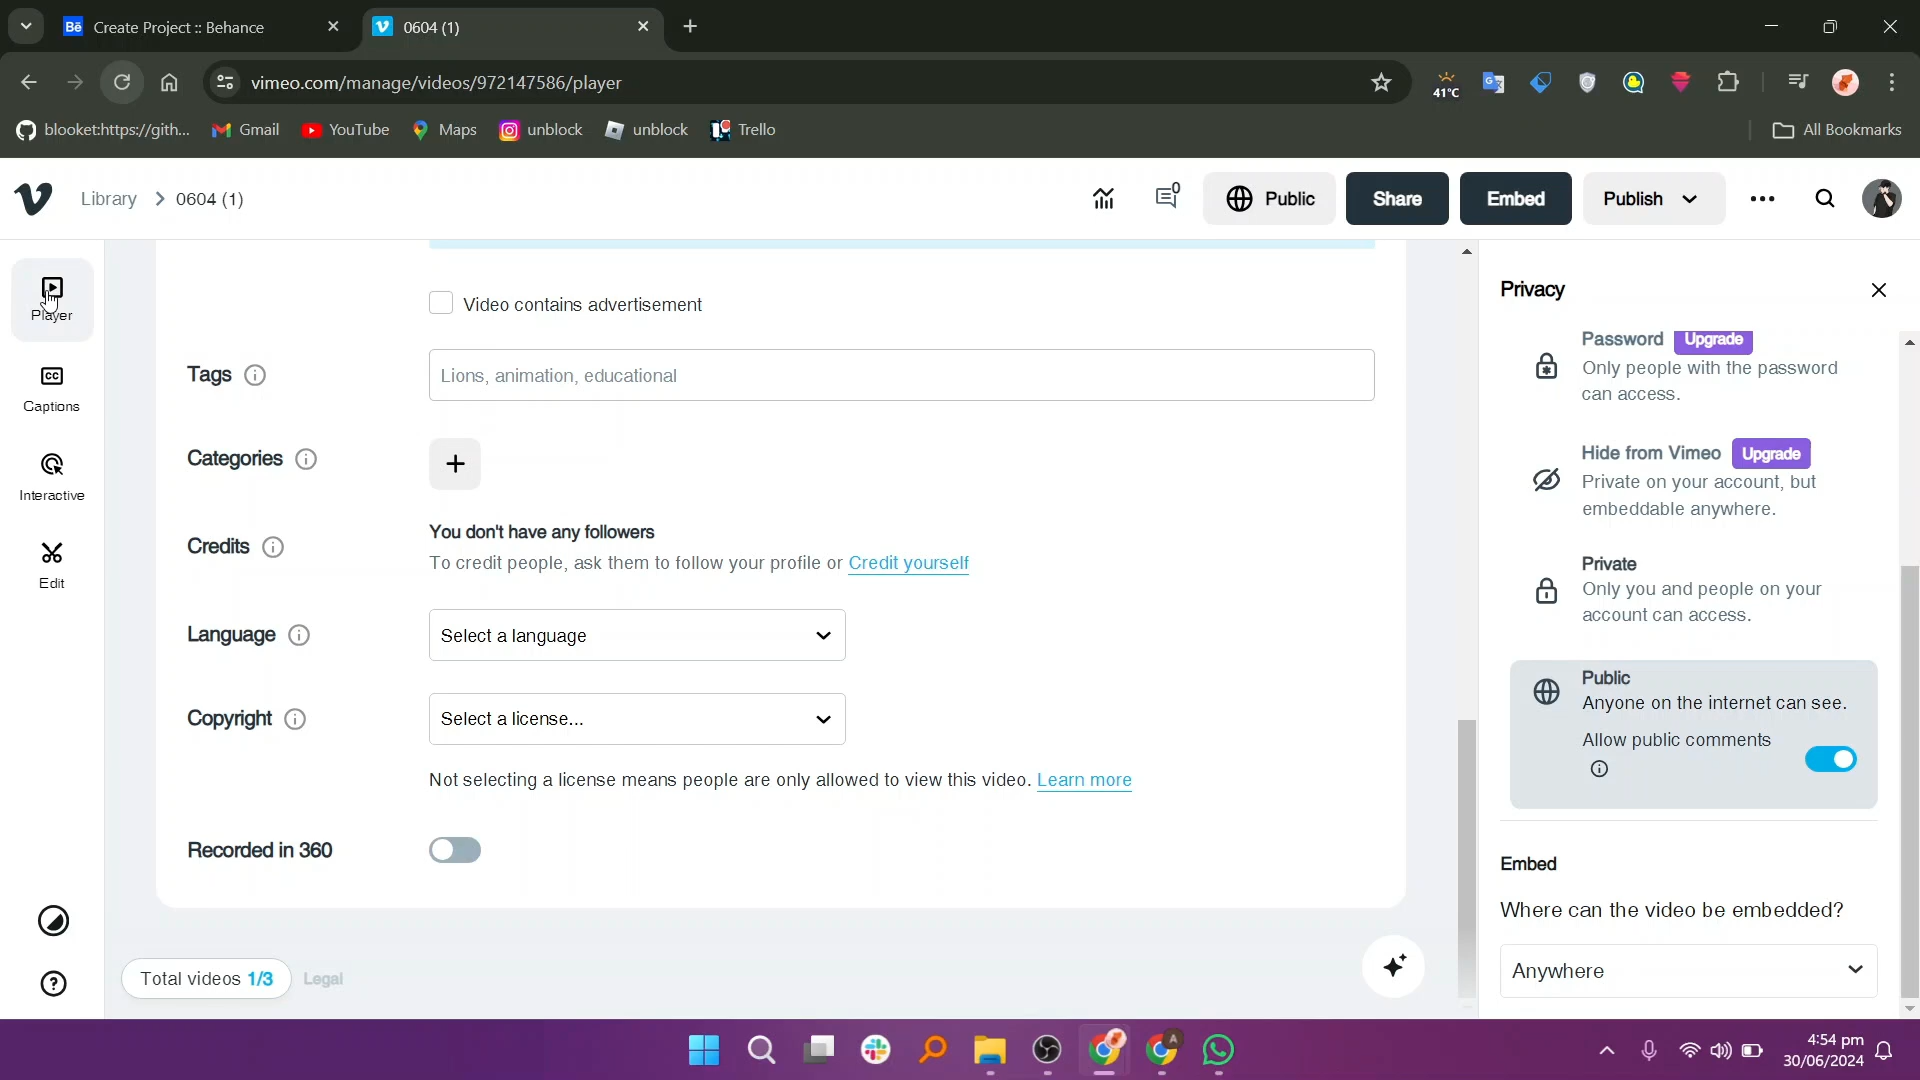 Bē Create Project :: Behance
0604 (1)
vimeo.com/manage/videos/972147586/player
41°C
blooket:https://gith...
Gmail
YouTube
Maps
unblock
unblock
Trello
All Bookmarks
Library
0604 (1)
0
Public
Share
Embed
Publish
Player
Captions
Interactive
Edit
Video contains advertisement
Tags
Lions, animation, educational
Categories
Credits
You don't have any followers
To credit people, ask them to follow your profile or Credit yourself
Language
Select a language
Copyright
Select a license...
Not selecting a license means people are only allowed to view this video. Learn more
Recorded in 360
Total videos 1/3
Legal
Privacy
Password Upgrade
Only people with the password
can access.
Hide from Vimeo Upgrade
Private on your account, but
embeddable anywhere.
Private
Only you and people on your
account can access.
Public
Anyone on the internet can see.
Allow public comments
Embed
Where can the video be embedded?
Anywhere
4:54 pm
30/06/2024